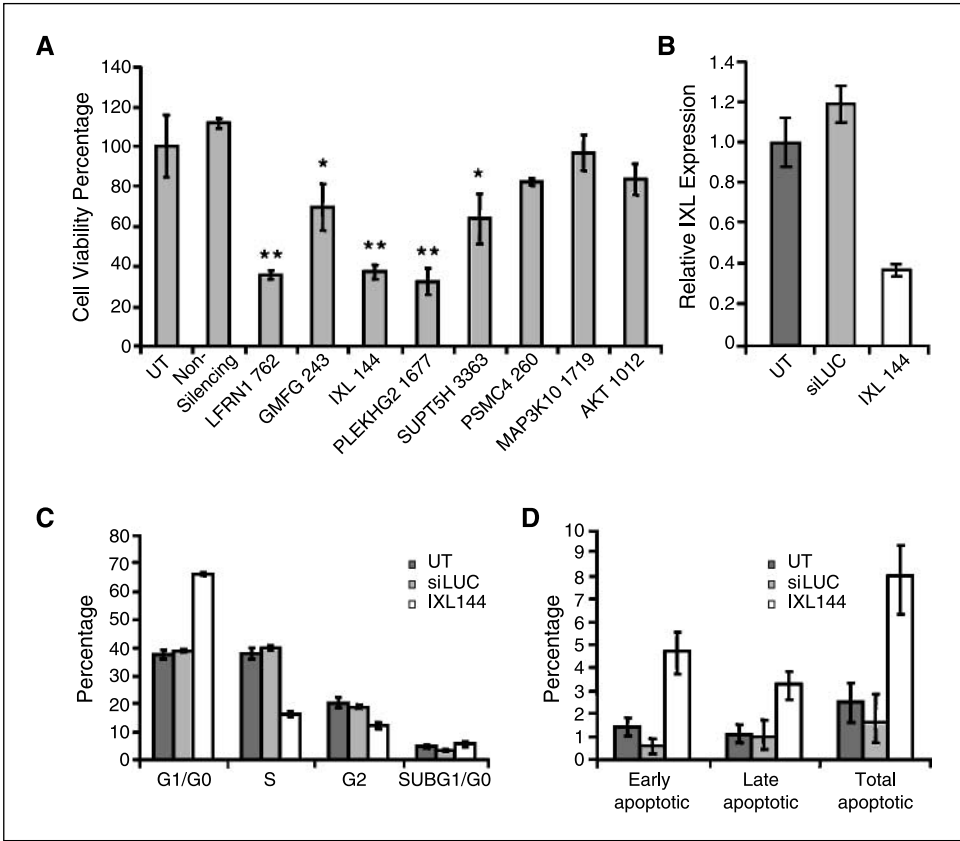 A
Cell Viability Percentage
140
120
100
80
60
40
20
0
**
*
**
**
*
UT
Non-
Silencing
LFRN1 762
GMFG 243
IXL 144
PLEKHG2 1677
SUPT5H 3363
PSMC4 260
MAP3K10 1719
AKT 1012
B
Relative IXL Expression
1.4
1.2
1.0
0.8
0.6
0.4
0.2
0
UT
siLUC
IXL 144
C
Percentage
80
70
60
50
40
30
20
10
0
UT
siLUC
IXL144
G1/G0
S
G2
SUBG1/G0
D
Percentage
10
9
8
7
6
5
4
3
2
1
0
UT
siLUC
IXL144
Early
apoptotic
Late
apoptotic
Total
apoptotic